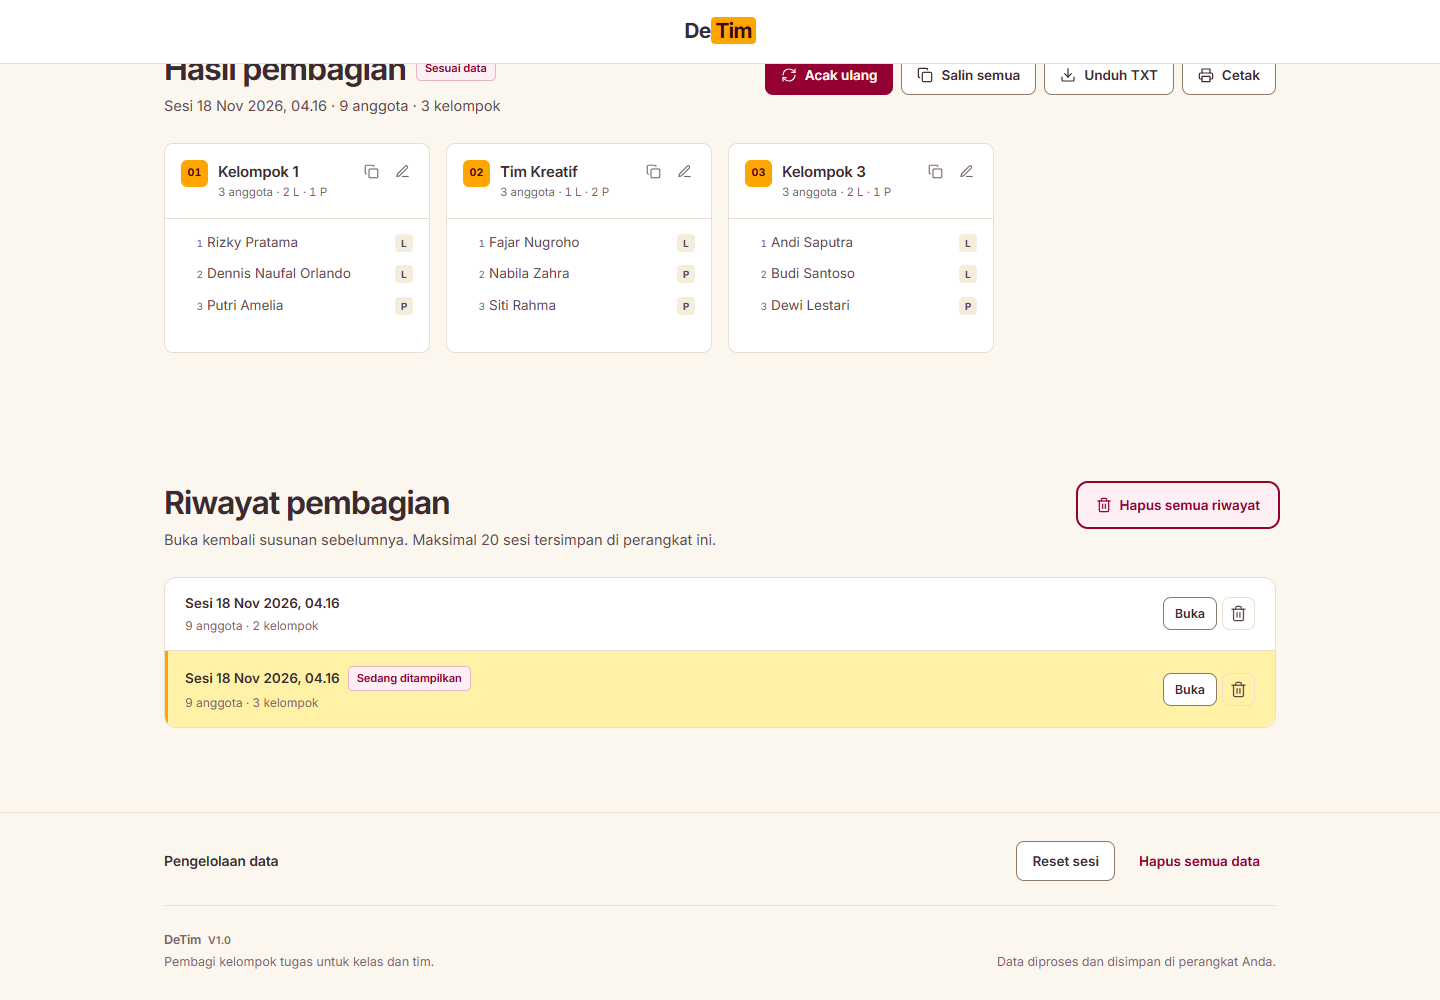 DeTim
Hasil pembagian Sesuai data
Acak ulang Salin semua Unduh TXT Cetak
Sesi 18 Nov 2026, 04.16 · 9 anggota · 3 kelompok
01 Kelompok 1
3 anggota · 2 L · 1 P
1 Rizky Pratama L
2 Dennis Naufal Orlando L
3 Putri Amelia P
02 Tim Kreatif
3 anggota · 1 L · 2 P
1 Fajar Nugroho L
2 Nabila Zahra P
3 Siti Rahma P
03 Kelompok 3
3 anggota · 2 L · 1 P
1 Andi Saputra L
2 Budi Santoso L
3 Dewi Lestari P
Riwayat pembagian
Hapus semua riwayat
Buka kembali susunan sebelumnya. Maksimal 20 sesi tersimpan di perangkat ini.
Sesi 18 Nov 2026, 04.16
9 anggota · 2 kelompok
Buka
Sesi 18 Nov 2026, 04.16 Sedang ditampilkan
9 anggota · 3 kelompok
Buka
Pengelolaan data
Reset sesi Hapus semua data
DeTim V1.0
Pembagi kelompok tugas untuk kelas dan tim.
Data diproses dan disimpan di perangkat Anda.